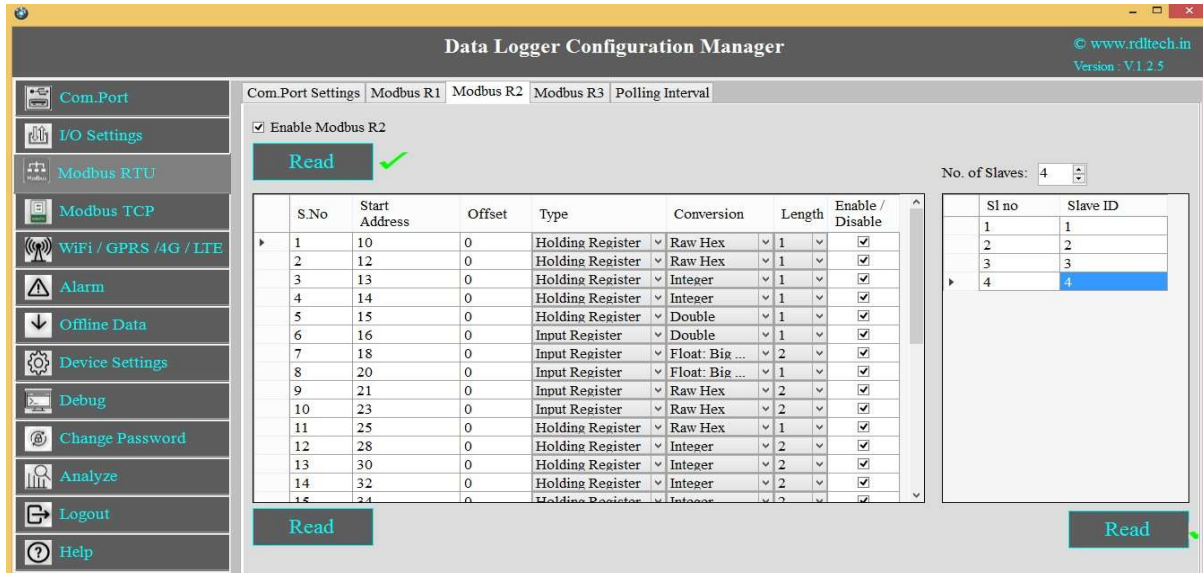 Data Logger Configuration Manager
© www.rdltech.in
Version : V.1.2.5
Com.Port
I/O Settings
Modbus RTU
Modbus TCP
WiFi / GPRS /4G / LTE
Alarm
Offline Data
Device Settings
Debug
Change Password
Analyze
Logout
Help
Com.Port Settings Modbus R1 Modbus R2 Modbus R3 Polling Interval
Enable Modbus R2
Read
S.No Start Address Offset Type Conversion Length Enable / Disable
1 10 0 Holding Register Raw Hex 1
2 12 0 Holding Register Raw Hex 1
3 13 0 Holding Register Integer 1
4 14 0 Holding Register Integer 1
5 15 0 Holding Register Double 1
6 16 0 Input Register Double 1
7 18 0 Input Register Float: Big ... 2
8 20 0 Input Register Float: Big ... 1
9 21 0 Input Register Raw Hex 2
10 23 0 Input Register Raw Hex 2
11 25 0 Holding Register Raw Hex 1
12 28 0 Holding Register Integer 2
13 30 0 Holding Register Integer 2
14 32 0 Holding Register Integer 2
15 34 0 Holding Register Integer 2
Read
No. of Slaves: 4
Sl no Slave ID
1 1
2 2
3 3
4 4
Read